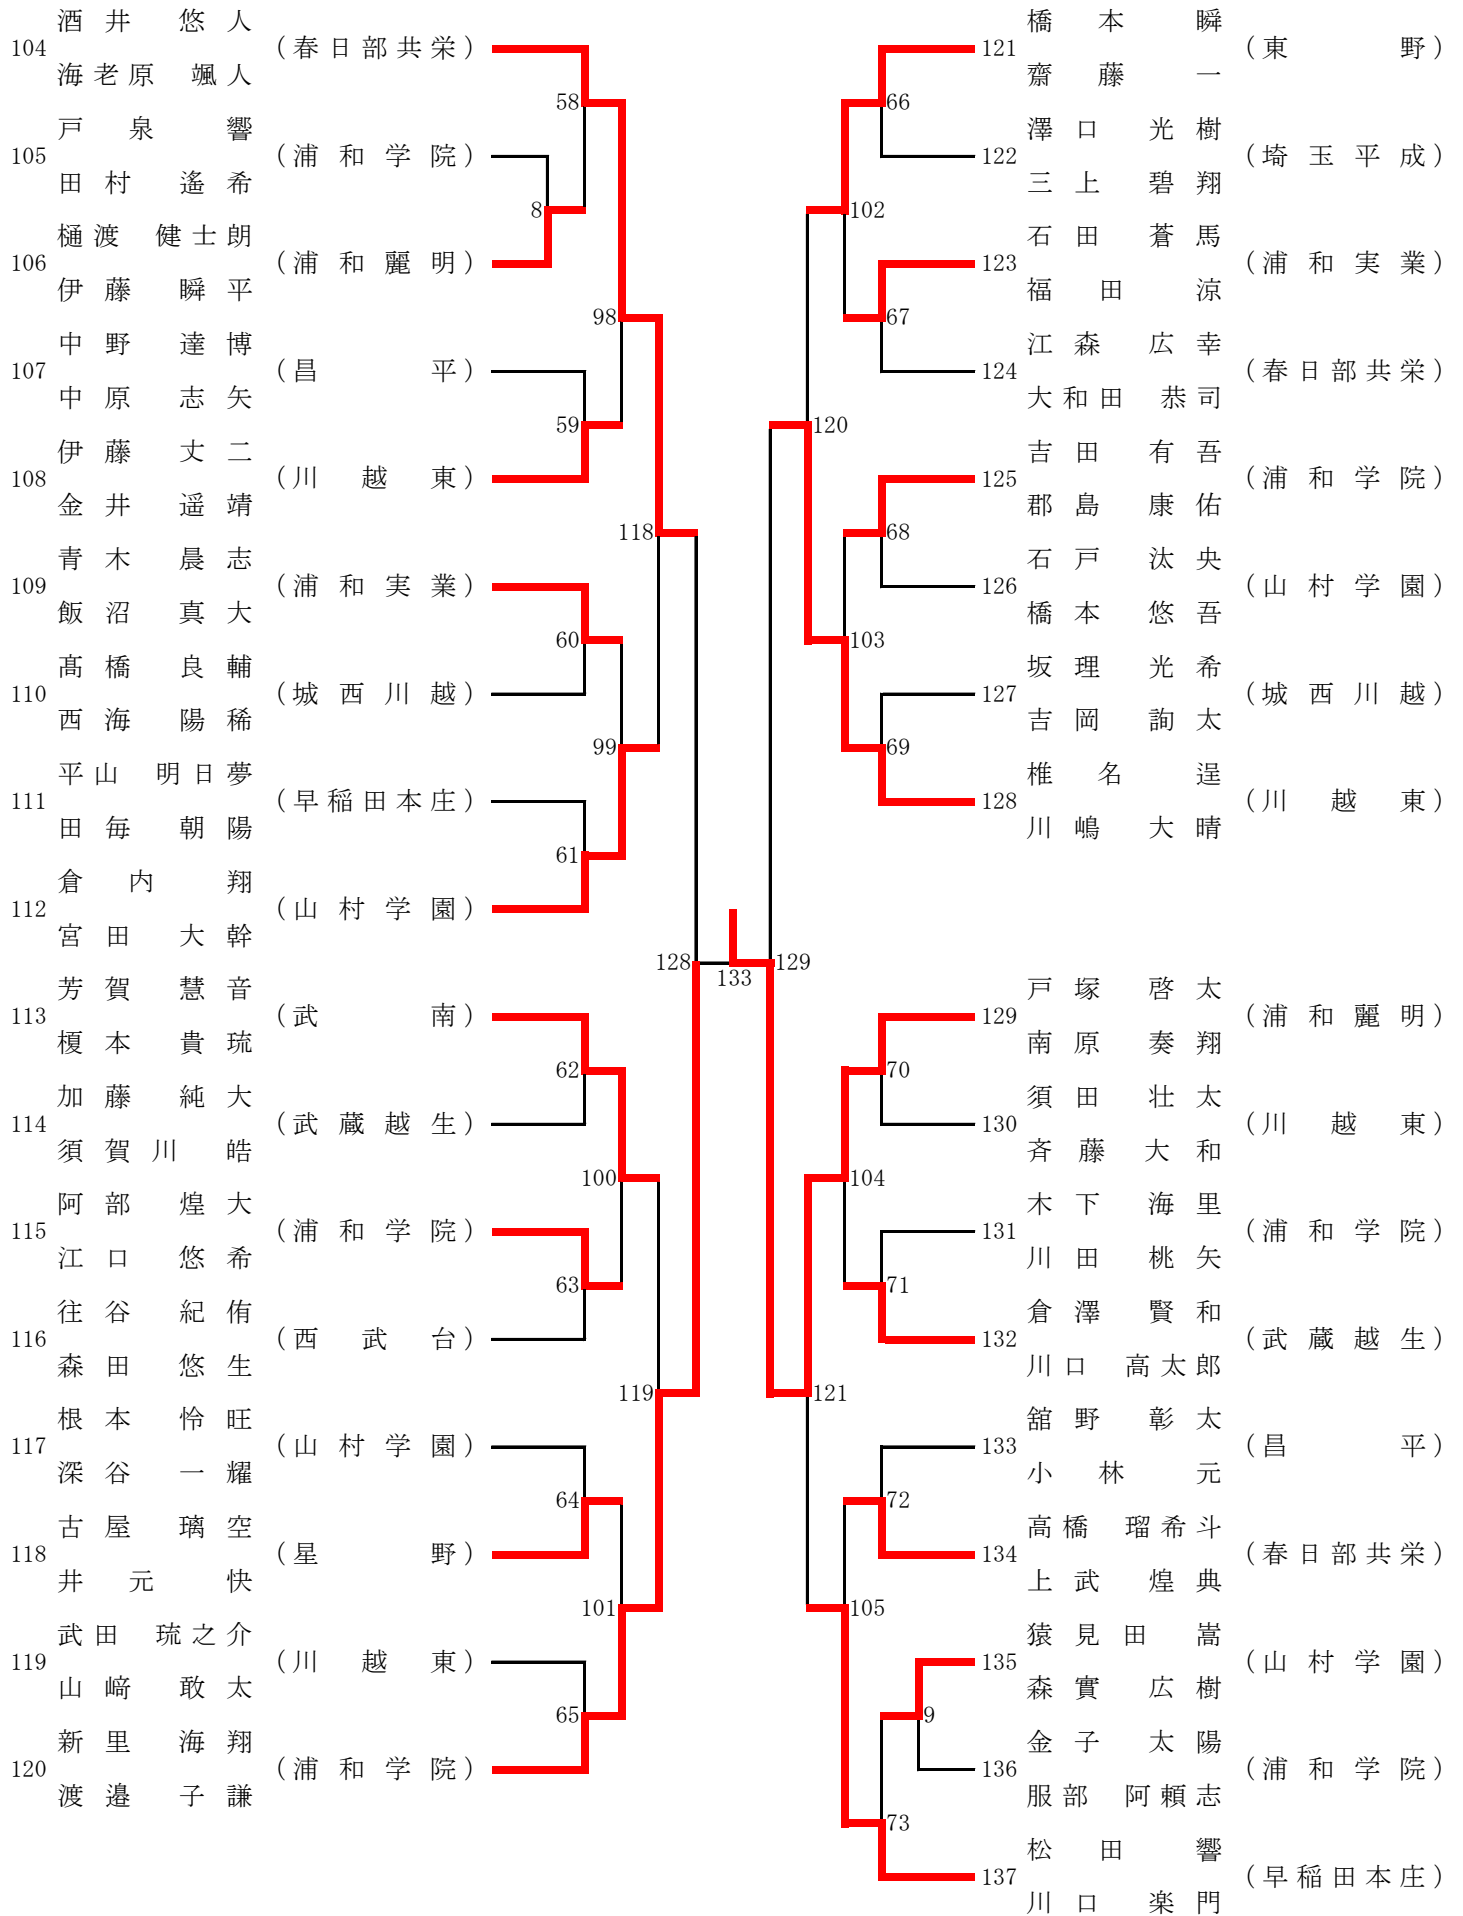 酒井 悠人
104 (春日部共栄)
海老原 颯人
58
戸泉 響
105 (浦和学院)
田村 遙希
8
樋渡 健士朗
106 (浦和麗明)
伊藤 瞬平
98
中野 達博
107 (昌平)
中原 志矢
59
伊藤 丈二
108 (川越東)
金井 遥靖
118
青木 晨志
109 (浦和実業)
飯沼 真大
60
髙橋 良輔
110 (城西川越)
西海 陽稀
99
平山 明日夢
111 (早稲田本庄)
田毎 朝陽
61
倉内 翔
112 (山村学園)
宮田 大幹
128
133
129
芳賀 慧音
113 (武南)
榎本 貴琉
62
加藤 純大
114 (武蔵越生)
須賀川 皓
100
阿部 煌大
115 (浦和学院)
江口 悠希
63
往谷 紀侑
116 (西武台)
森田 悠生
119
根本 怜旺
117 (山村学園)
深谷 一耀
64
古屋 璃空
118 (星野)
井元 快
101
武田 琉之介
119 (川越東)
山﨑 敢太
65
新里 海翔
120 (浦和学院)
渡邉 子謙
橋本 瞬
121 (東野)
齋藤 一
66
澤口 光樹
122 (埼玉平成)
三上 碧翔
102
石田 蒼馬
123 (浦和実業)
福田 涼
67
江森 広幸
124 (春日部共栄)
大和田 恭司
120
吉田 有吾
125 (浦和学院)
郡島 康佑
68
石戸 汰央
126 (山村学園)
橋本 悠吾
103
坂理 光希
127 (城西川越)
吉岡 詢太
69
椎名 逞
128 (川越東)
川嶋 大晴
戸塚 啓太
129 (浦和麗明)
南原 奏翔
70
須田 壮太
130 (川越東)
斉藤 大和
104
木下 海里
131 (浦和学院)
川田 桃矢
71
倉澤 賢和
132 (武蔵越生)
川口 高太郎
121
舘野 彰太
133 (昌平)
小林 元
72
高橋 瑠希斗
134 (春日部共栄)
上武 煌典
105
猿見田 嵩
135 (山村学園)
森實 広樹
9
金子 太陽
136 (浦和学院)
服部 阿頼志
73
松田 響
137 (早稲田本庄)
川口 楽門